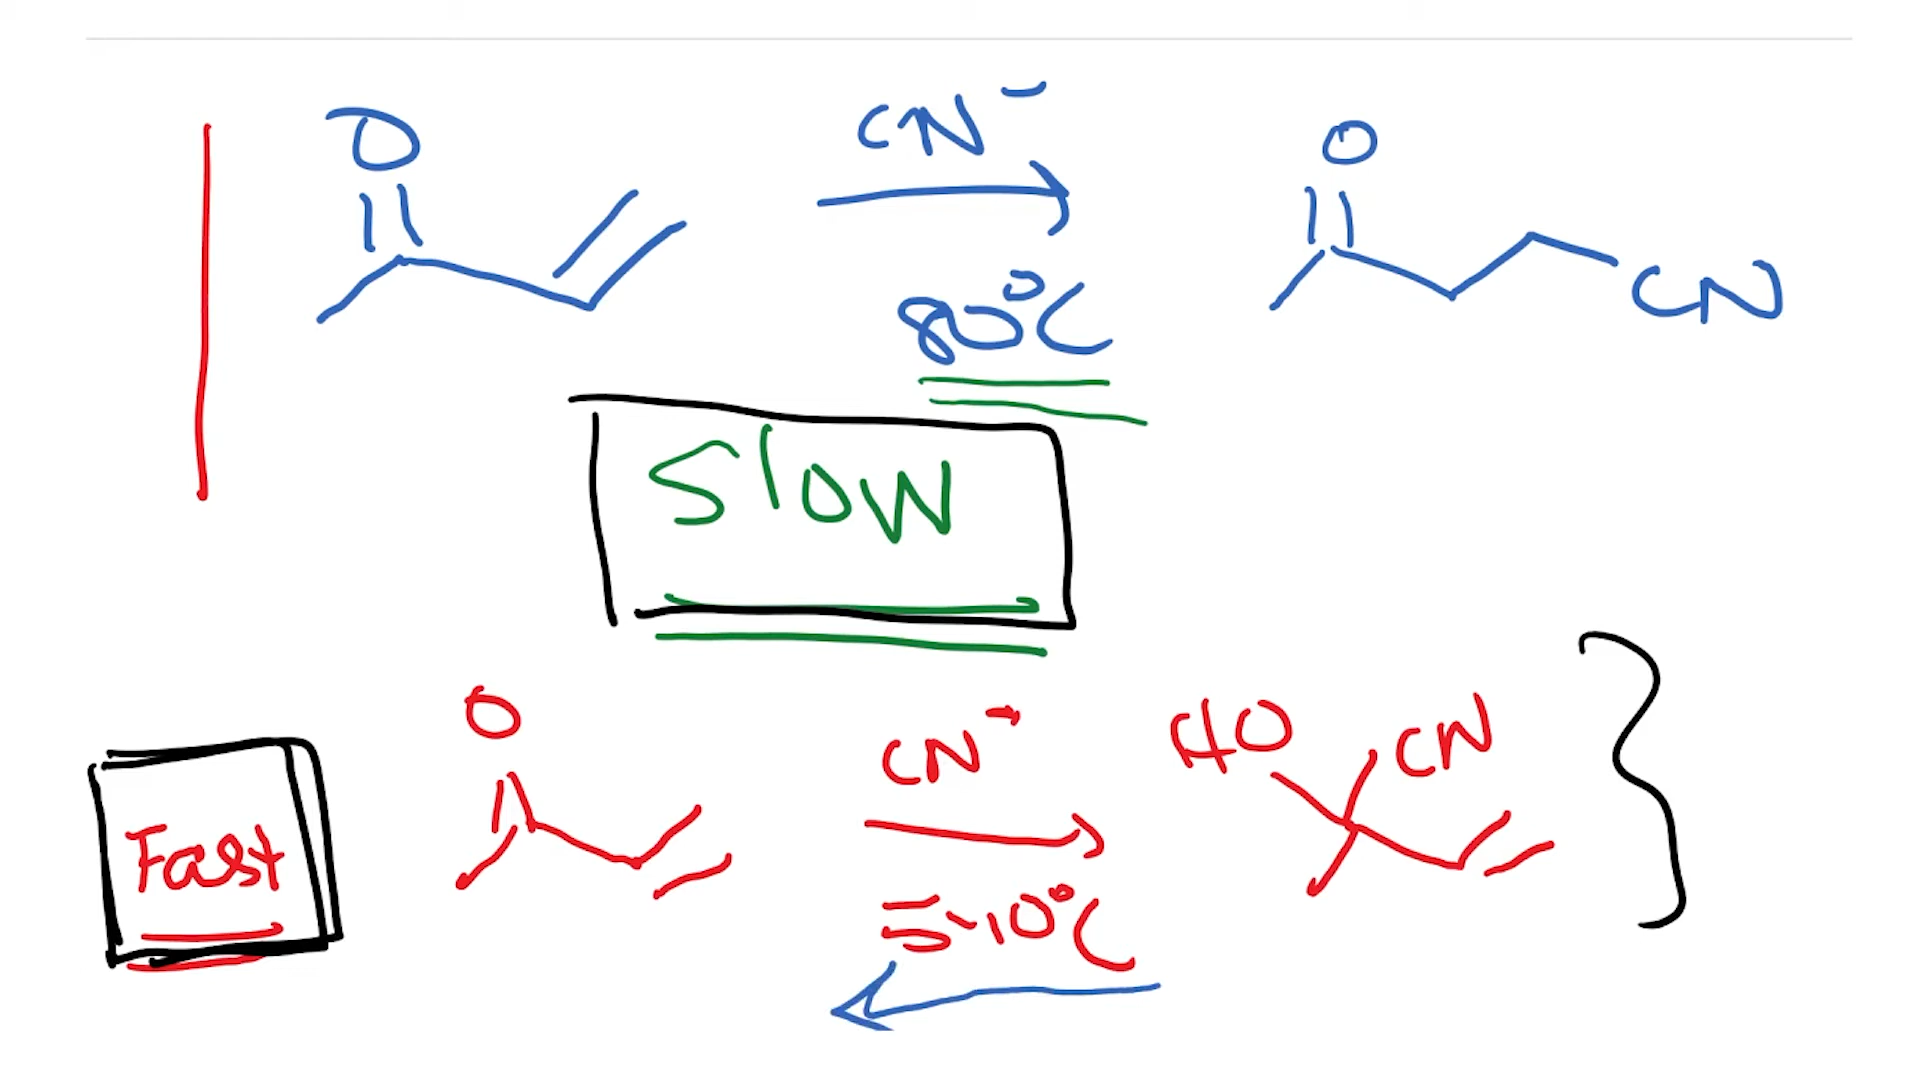 O CN⁻ O
80°C CN
Slow
O CN⁻ HO CN
Fast
5-10°C